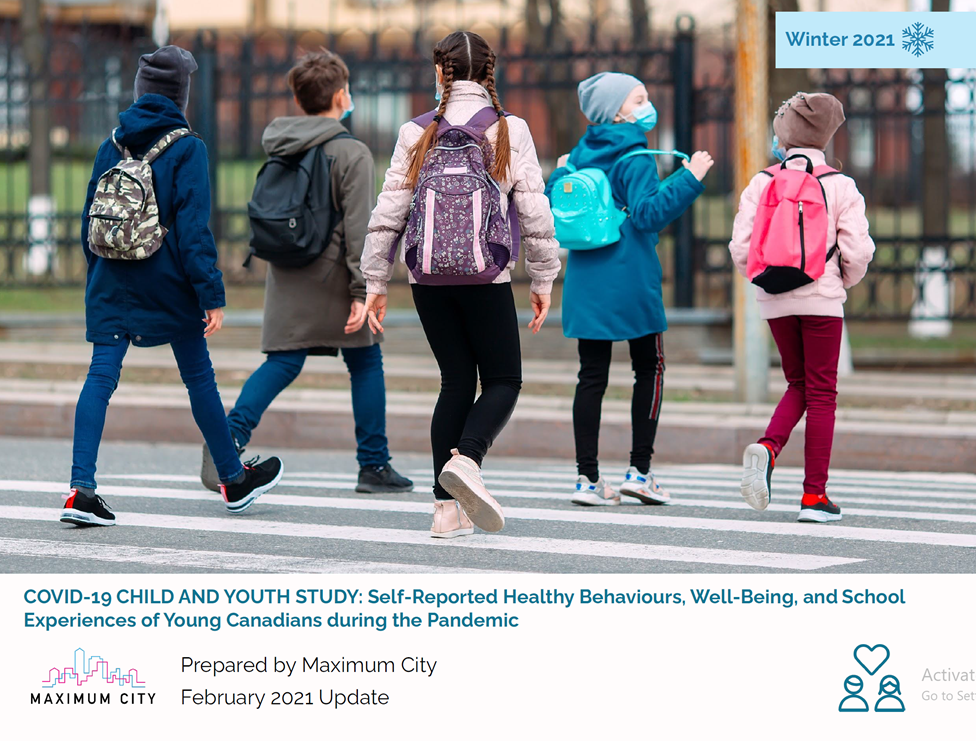 Winter 2021
COVID-19 CHILD AND YOUTH STUDY: Self-Reported Healthy Behaviours, Well-Being, and School
Experiences of Young Canadians during the Pandemic
MAXIMUM CITY
Prepared by Maximum City
February 2021 Update
Activat
Go to Set